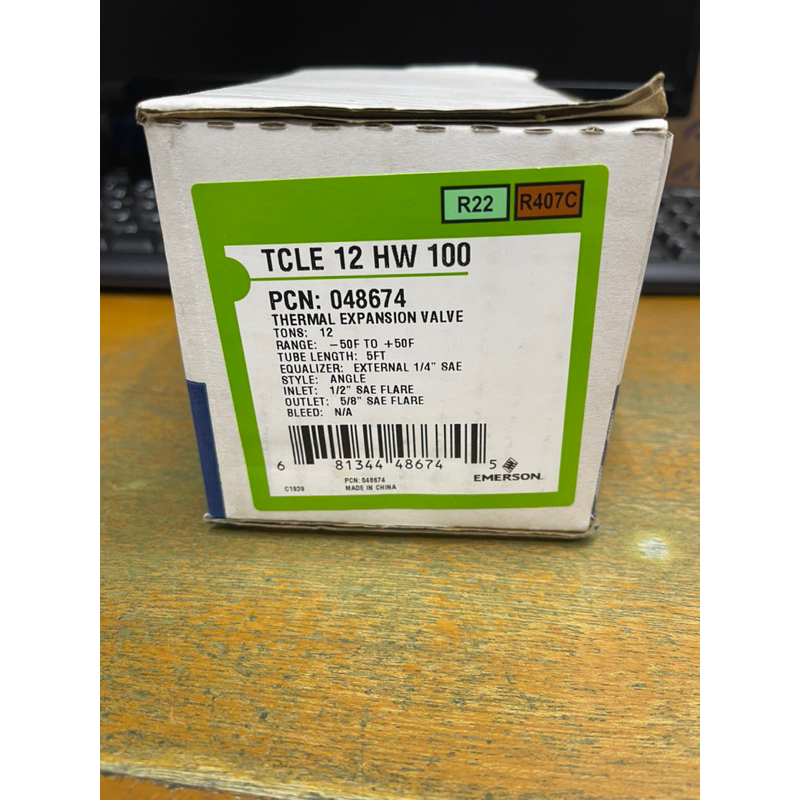 R22 R407C
TCLE 12 HW 100
PCN: 048674
THERMAL EXPANSION VALVE
TONS: 12
RANGE: -50F TO +50F
TUBE LENGTH: 5FT
EQUALIZER: EXTERNAL 1/4" SAE
STYLE: ANGLE
INLET: 1/2" SAE FLARE
OUTLET: 5/8" SAE FLARE
BLEED: N/A
6 81344 48674 5
EMERSON.
PCN: 048674
C1939 MADE IN CHINA